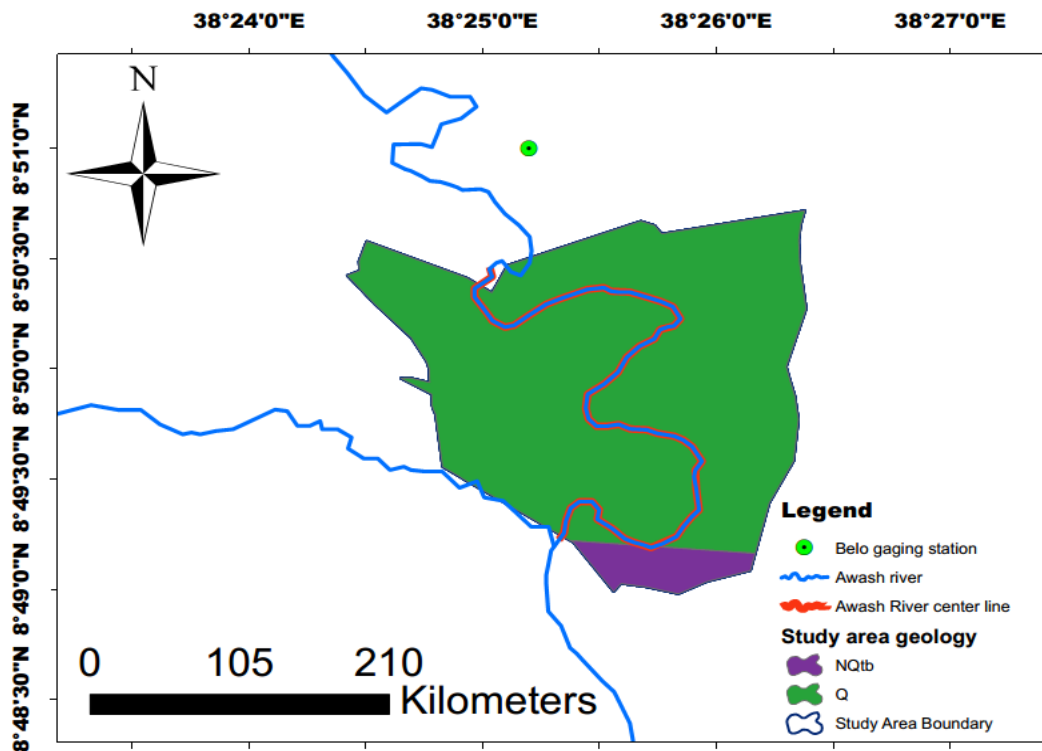 38°24'0"E 38°25'0"E 38°26'0"E 38°27'0"E
N
8°51'0"N
8°50'30"N
8°50'0"N
8°49'30"N
8°49'0"N
8°48'30"N
Legend
Belo gaging station
Awash river
Awash River center line
Study area geology
NQtb
Q
Study Area Boundary
0 105 210
Kilometers